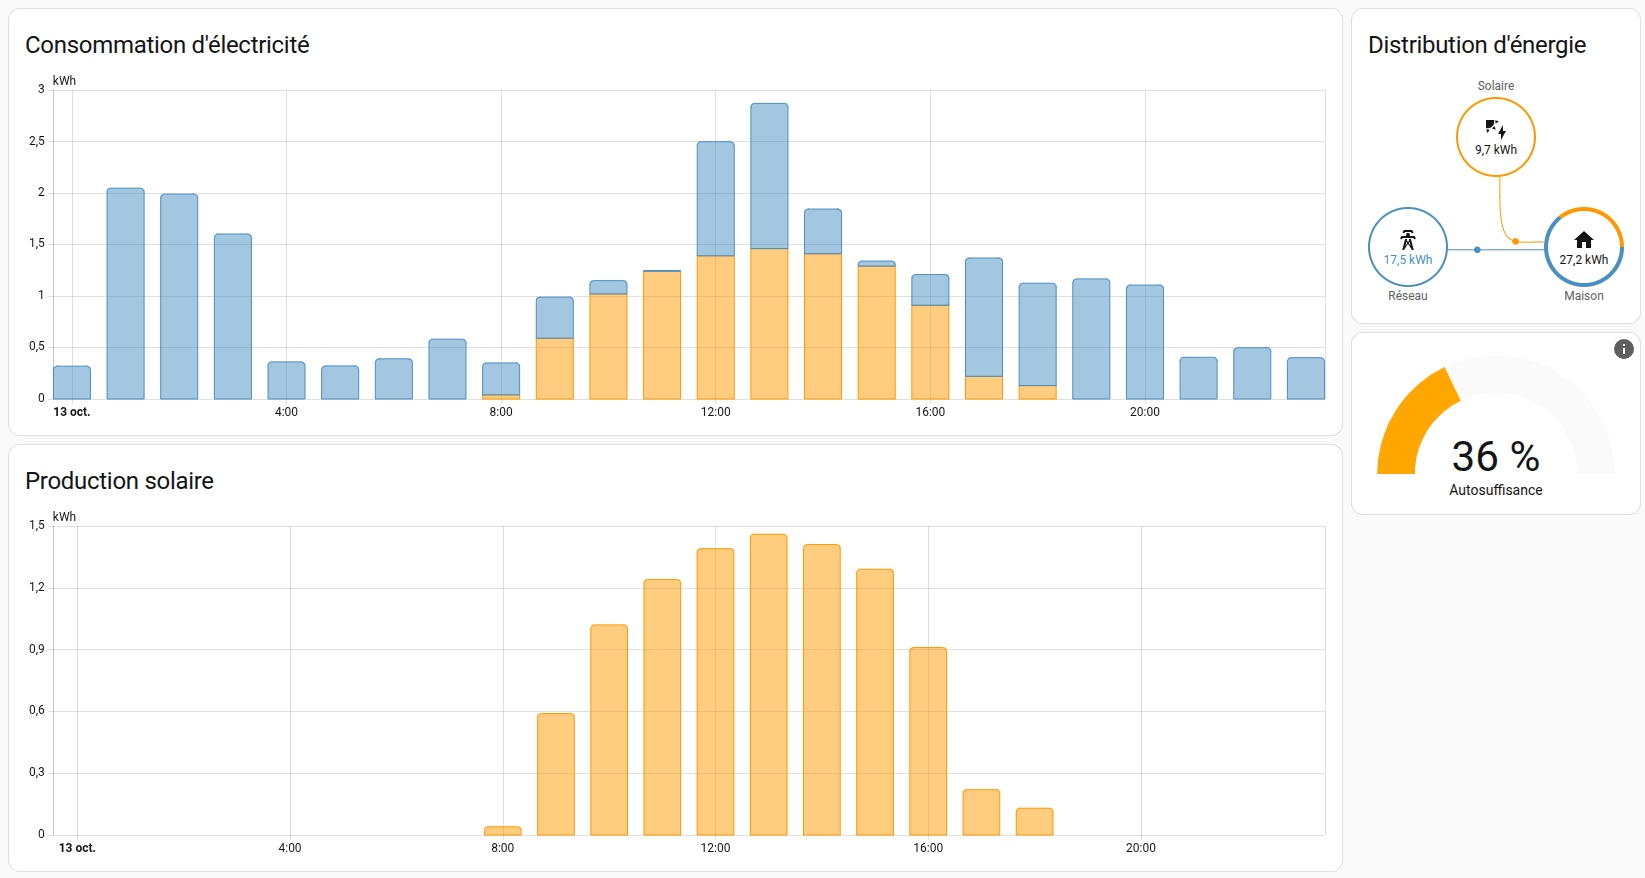 Consommation d'électricité
kWh
3
2,5
2
1,5
1
0,5
0
13 oct.
4:00
8:00
12:00
16:00
20:00
Production solaire
kWh
1,5
1,2
0,9
0,6
0,3
0
13 oct.
4:00
8:00
12:00
16:00
20:00
Distribution d'énergie
Solaire
9,7 kWh
17,5 kWh
27,2 kWh
Réseau
Maison
i
36 %
Autosuffisance